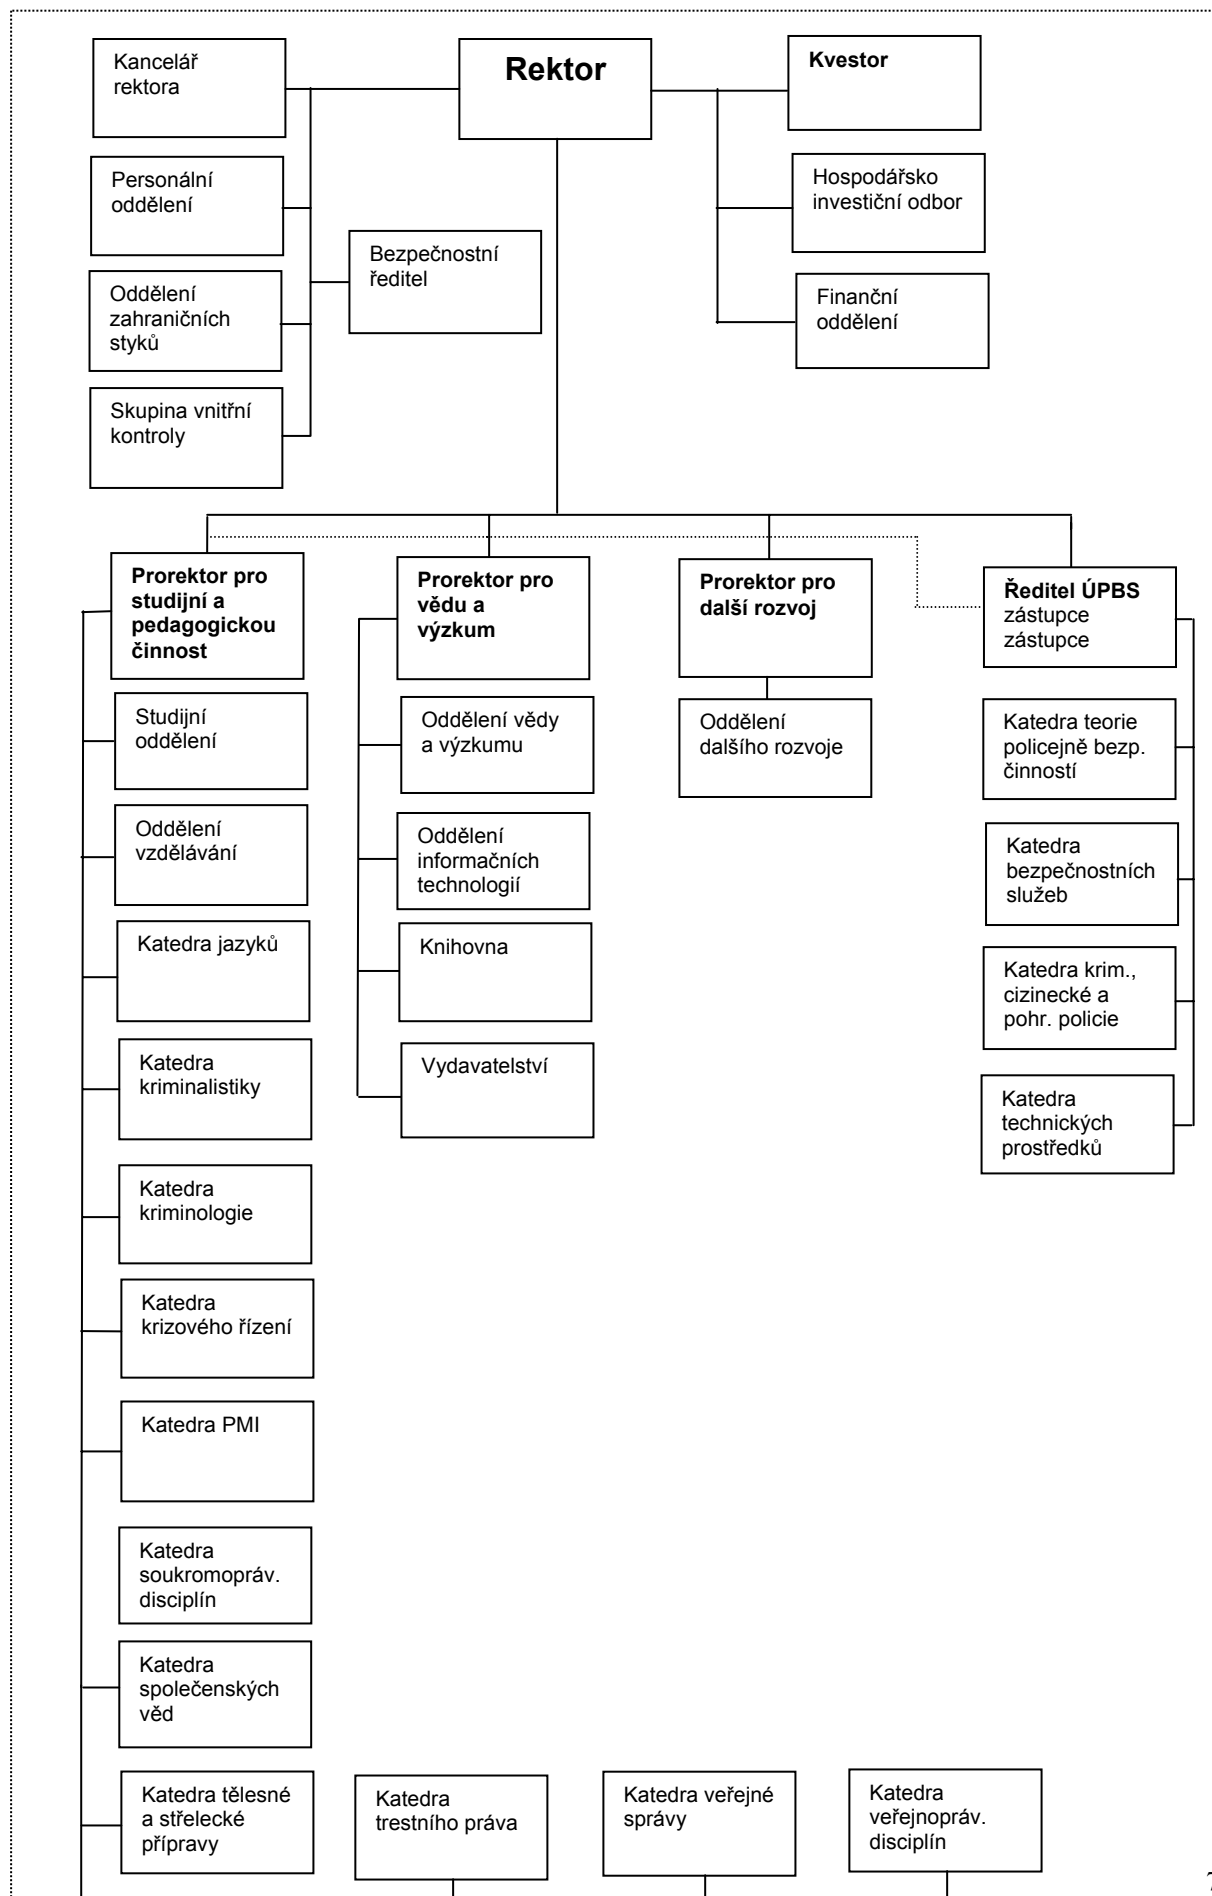 Kancelář
rektora
Rektor
Kvestor
Personální
oddělení
Hospodářsko
investiční odbor
Bezpečnostní
ředitel
Oddělení
zahraničních
styků
Finanční
oddělení
Skupina vnitřní
kontroly
Prorektor pro
studijní a
pedagogickou
činnost
Prorektor pro
vědu a
výzkum
Prorektor pro
další rozvoj
Ředitel ÚPBS
zástupce
zástupce
Studijní
oddělení
Oddělení vědy
a výzkumu
Oddělení
dalšího rozvoje
Katedra teorie
policejně bezp.
činností
Oddělení
vzdělávání
Oddělení
informačních
technologií
Katedra
bezpečnostních
služeb
Katedra jazyků
Knihovna
Katedra krim.,
cizinecké a
pohr. policie
Katedra
kriminalistiky
Vydavatelství
Katedra
technických
prostředků
Katedra
kriminologie
Katedra
krizového řízení
Katedra PMI
Katedra
soukromopráv.
disciplín
Katedra
společenských
věd
Katedra tělesné
a střelecké
přípravy
Katedra
trestního práva
Katedra veřejné
správy
Katedra
veřejnopráv.
disciplín